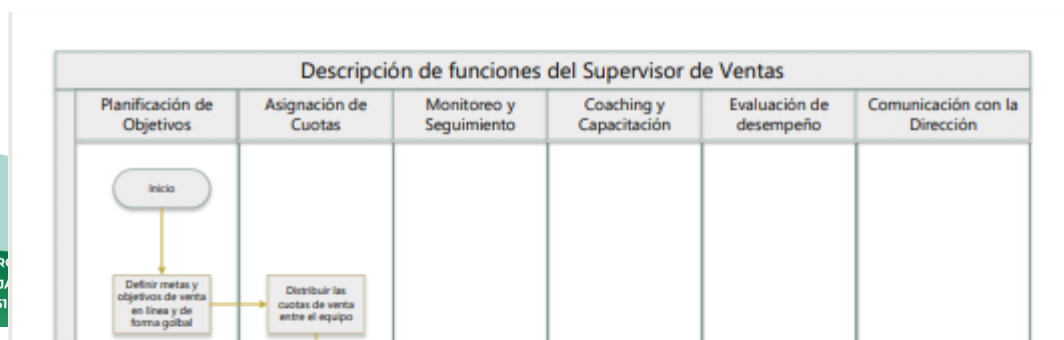 Descripción de funciones del Supervisor de Ventas
Planificación de
Objetivos
Asignación de
Cuotas
Monitoreo y
Seguimiento
Coaching y
Capacitación
Evaluación de
desempeño
Comunicación con la
Dirección
Inicio
Definir metas y
objetivos de venta
en línea y de
forma golbal
Distribuir las
cuotas de venta
entre el equipo